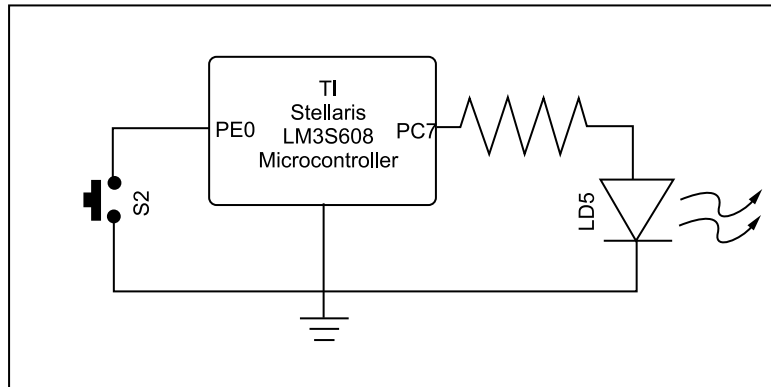 TI
Stellaris
LM3S608
Microcontroller
PE0
PC7
S2
LD5